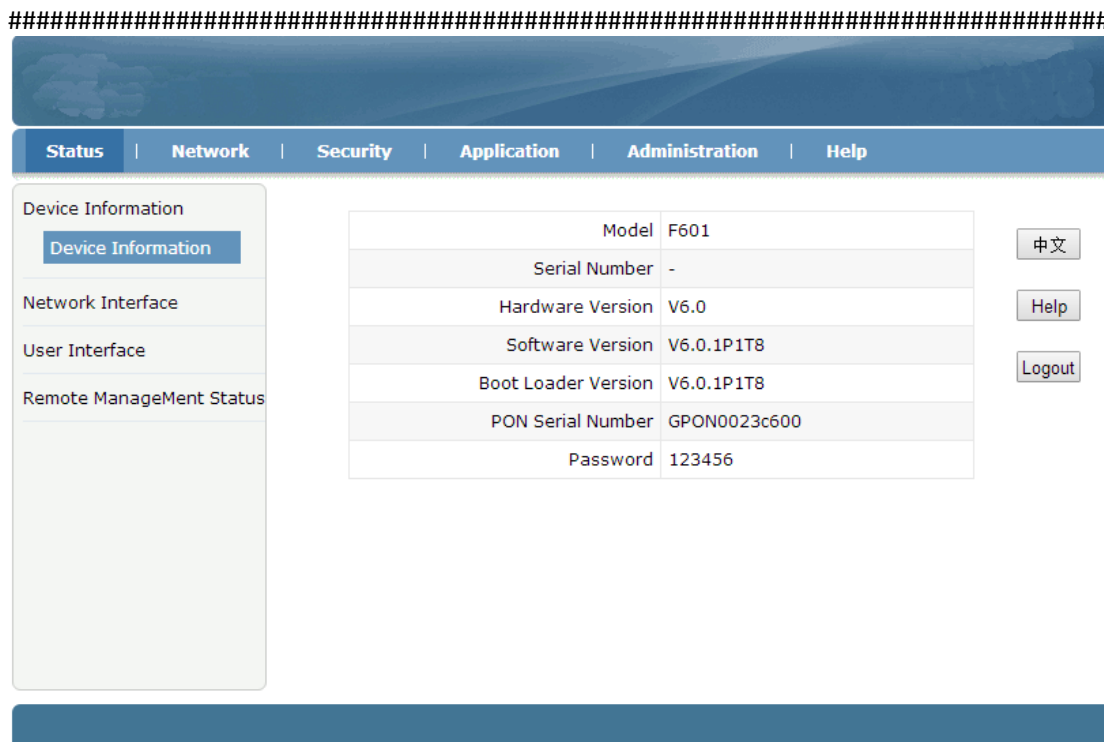 ##############################################################################
Status | Network | Security | Application | Administration | Help
Device Information
Device Information
Network Interface
User Interface
Remote ManageMent Status
Model F601
Serial Number -
Hardware Version V6.0
Software Version V6.0.1P1T8
Boot Loader Version V6.0.1P1T8
PON Serial Number GPON0023c600
Password 123456
中文
Help
Logout